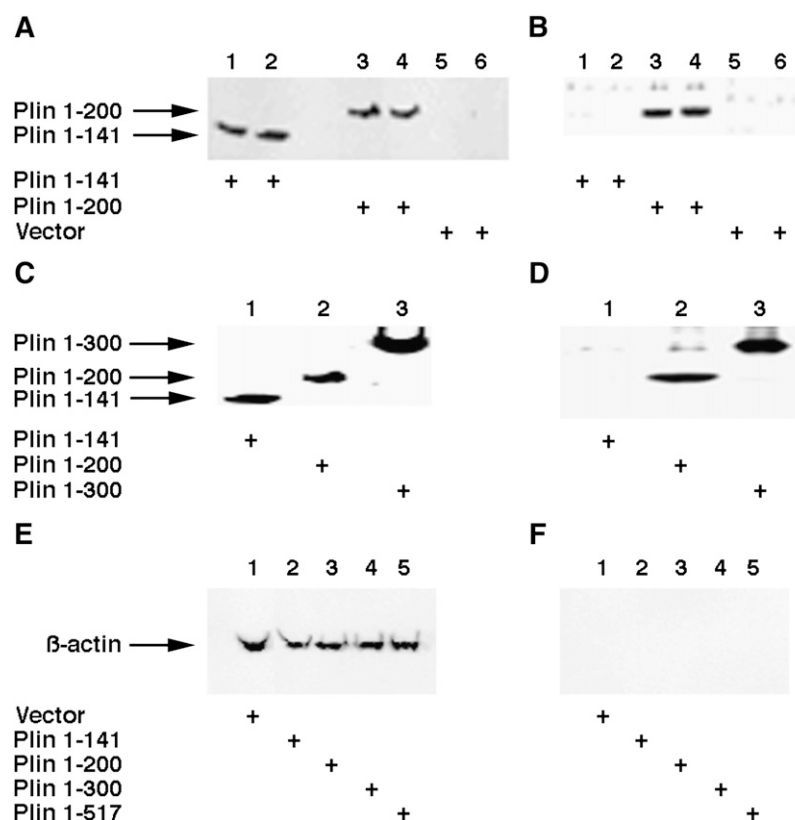 A
B
1 2 3 4 5 6
1 2 3 4 5 6
Plin 1-200
Plin 1-141
Plin 1-141 + +
+ +
Plin 1-200 + +
+ +
Vector + +
+ +
C
D
1 2 3
1 2 3
Plin 1-300
Plin 1-200
Plin 1-141
Plin 1-141 +
+
Plin 1-200 +
+
Plin 1-300 +
+
E
F
1 2 3 4 5
1 2 3 4 5
ß-actin
Vector +
+
Plin 1-141 +
+
Plin 1-200 +
+
Plin 1-300 +
+
Plin 1-517 +
+